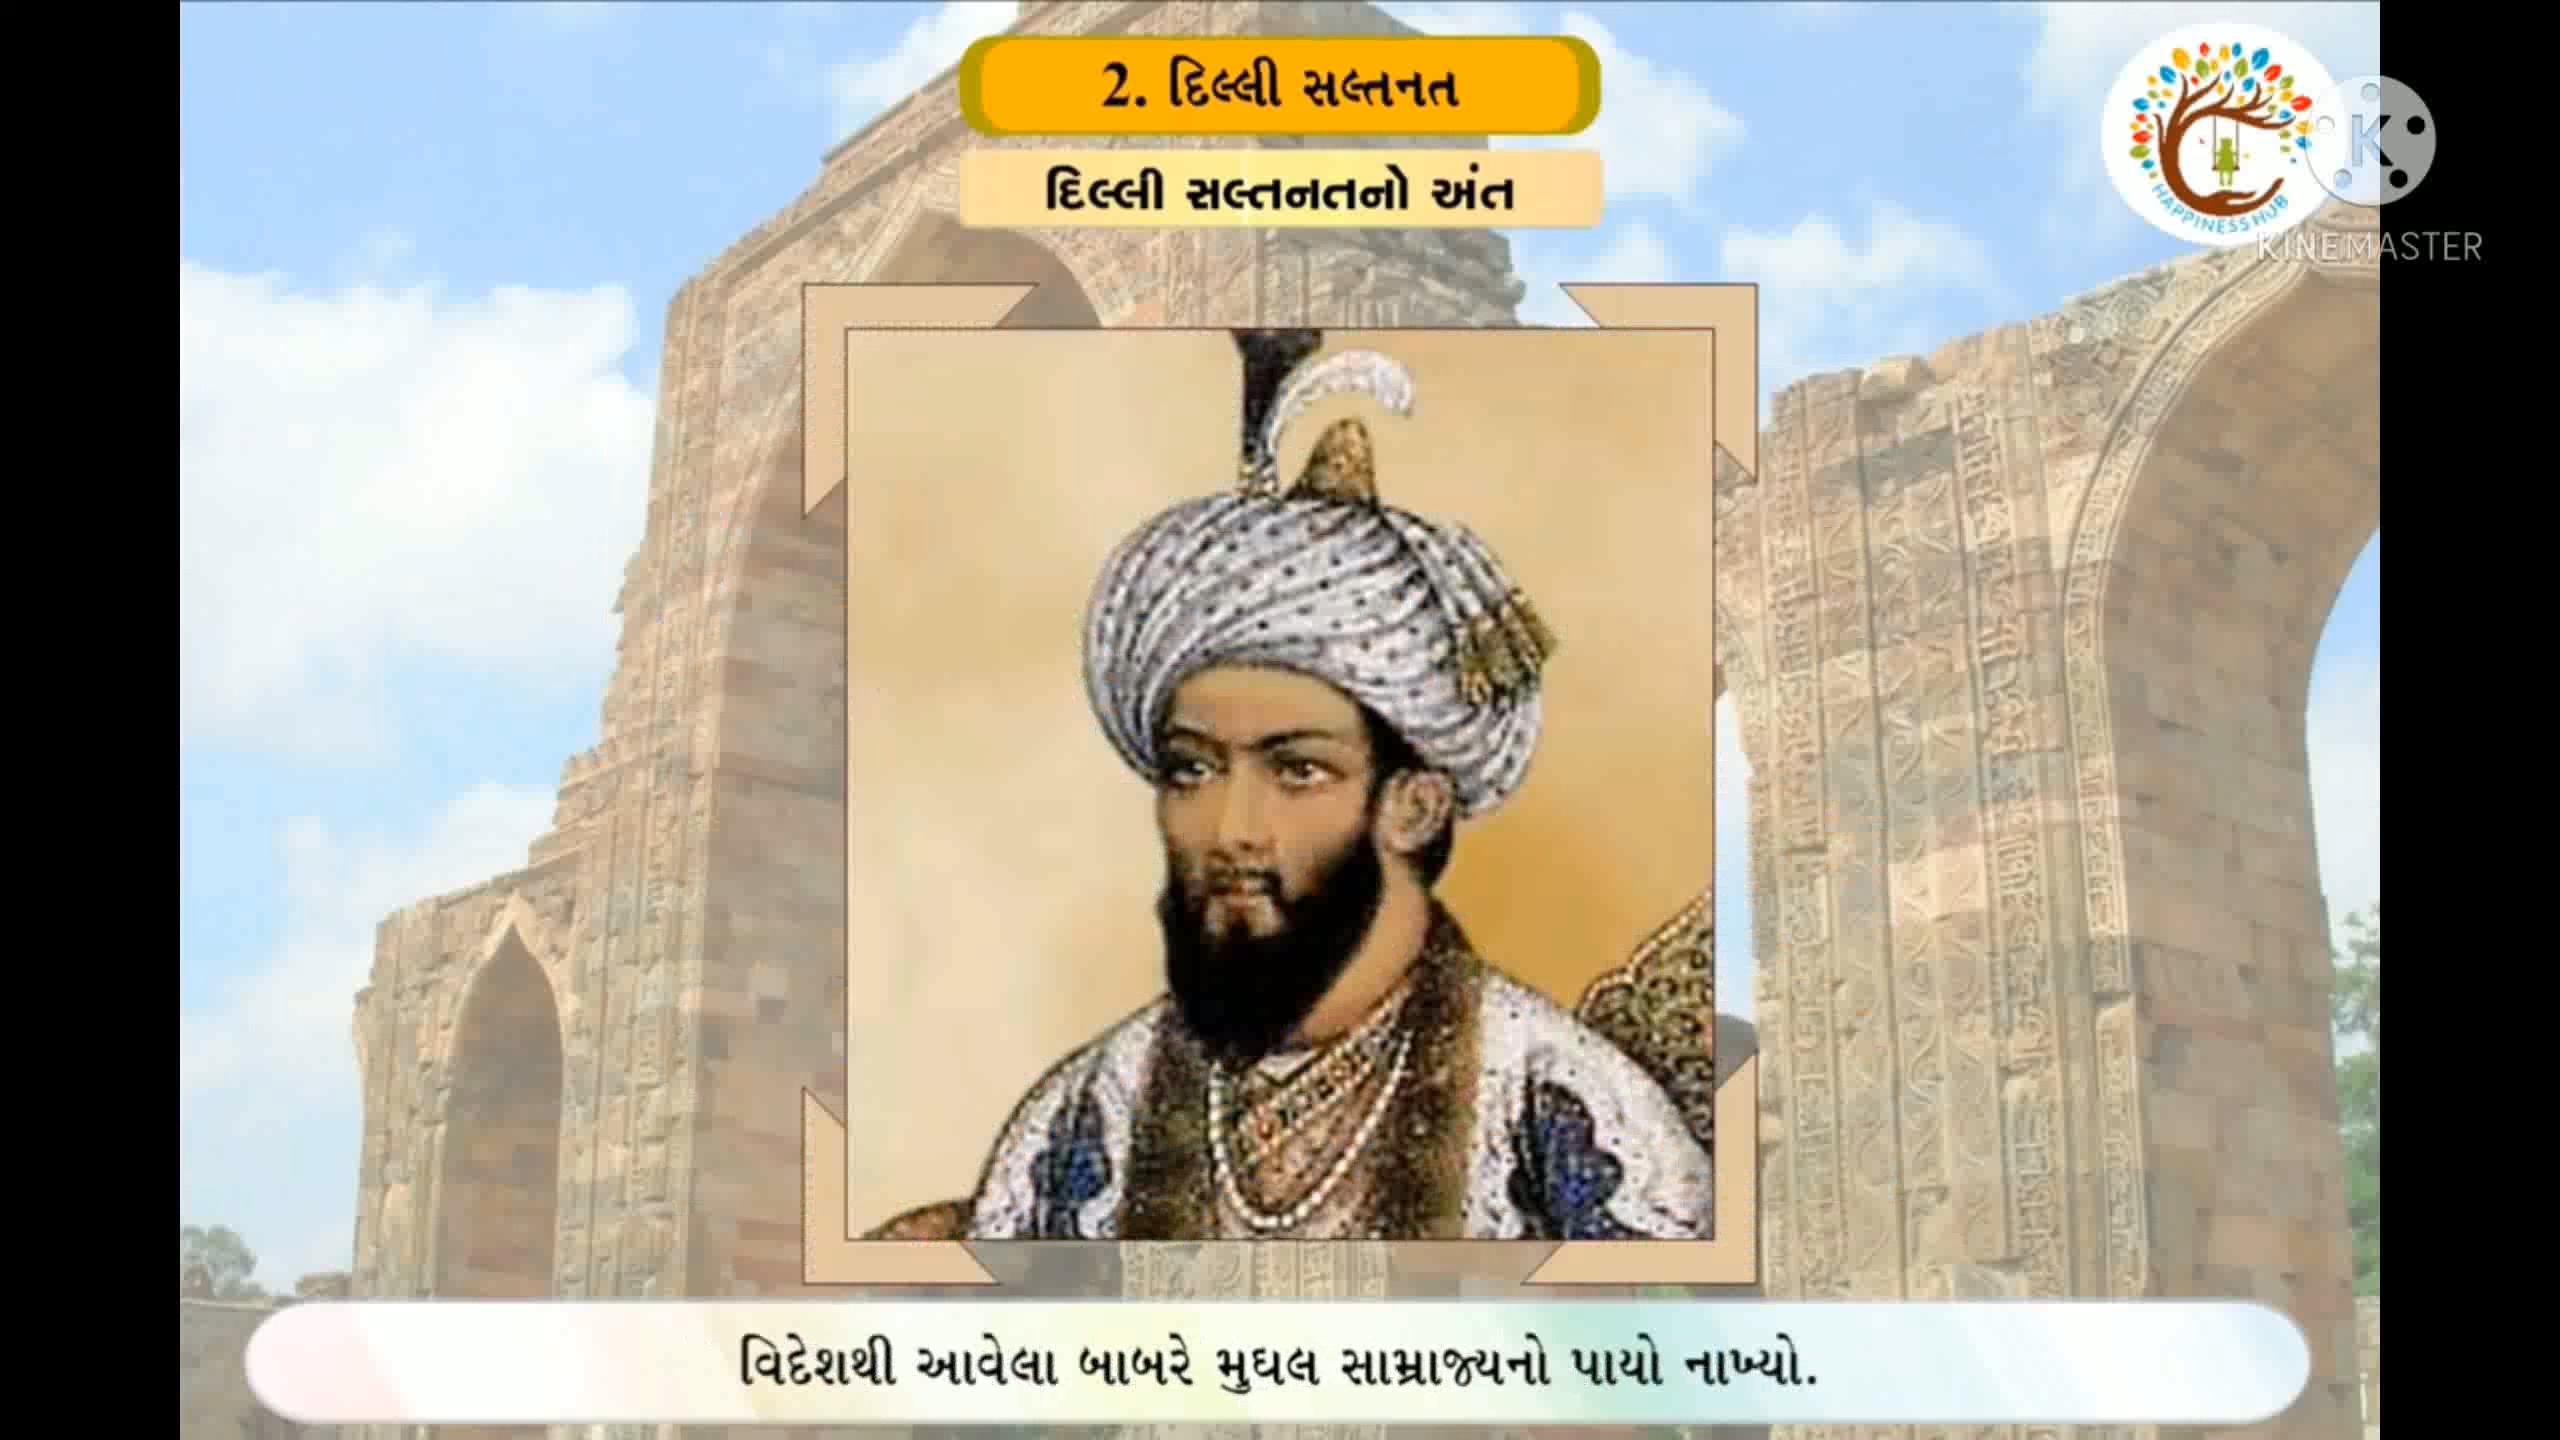 2. દિલ્લી સલ્તનત
દિલ્લી સલ્તનતનો અંત
HAPPINESS HUB
K
KINEMASTER
વિદેશથી આવેલા બાબરે મુઘલ સામ્રાજ્યનો પાયો નાખ્યો.